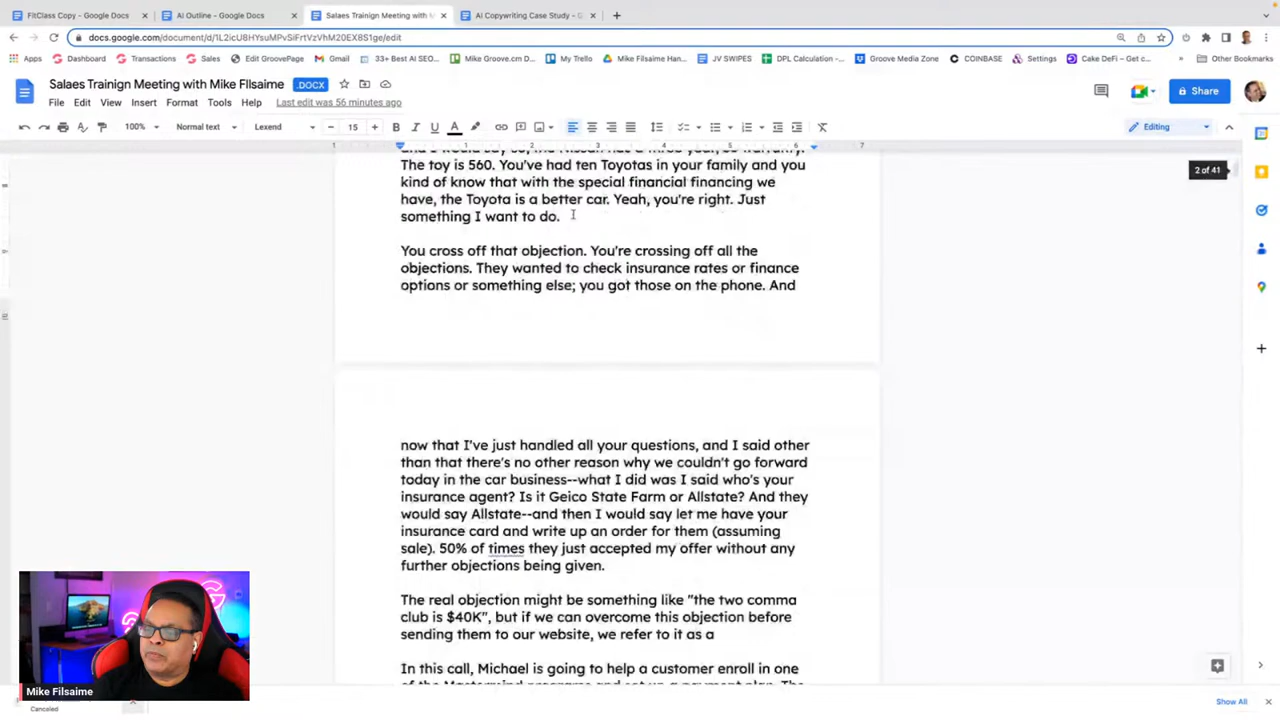 FitClass Copy - Google Docs
AI Outline - Google Docs
Salaes Trainign Meeting with M
AI Copywriting Case Study - G
docs.google.com/document/d/1L2icU8HYsuMPvSiFrtVzVhM20EX8S1ge/edit
Apps
Dashboard
Transactions
Sales
Edit GroovePage
Gmail
33+ Best AI SEO...
Mike Groove.cm D...
My Trello
Mike Filsaime Han...
JV SWIPES
DPL Calculation -...
Groove Media Zone
COINBASE
Settings
Cake DeFi – Get c...
»
Other Bookmarks
Salaes Trainign Meeting with Mike FIlsaime
.DOCX
Share
File Edit View Insert Format Tools Help Last edit was 56 minutes ago
100% Normal text Lexend − 15 + B I U A
Editing
1 1 2 3 4 5 6 7
The toy is 560. You've had ten Toyotas in your family and you
kind of know that with the special financial financing we
have, the Toyota is a better car. Yeah, you're right. Just
something I want to do.
2 of 41
You cross off that objection. You're crossing off all the
objections. They wanted to check insurance rates or finance
options or something else; you got those on the phone. And
now that I've just handled all your questions, and I said other
than that there's no other reason why we couldn't go forward
today in the car business--what I did was I said who's your
insurance agent? Is it Geico State Farm or Allstate? And they
would say Allstate--and then I would say let me have your
insurance card and write up an order for them (assuming
sale). 50% of times they just accepted my offer without any
further objections being given.
The real objection might be something like "the two comma
club is $40K", but if we can overcome this objection before
sending them to our website, we refer to it as a
In this call, Michael is going to help a customer enroll in one
Mike Filsaime
Canceled
Show All